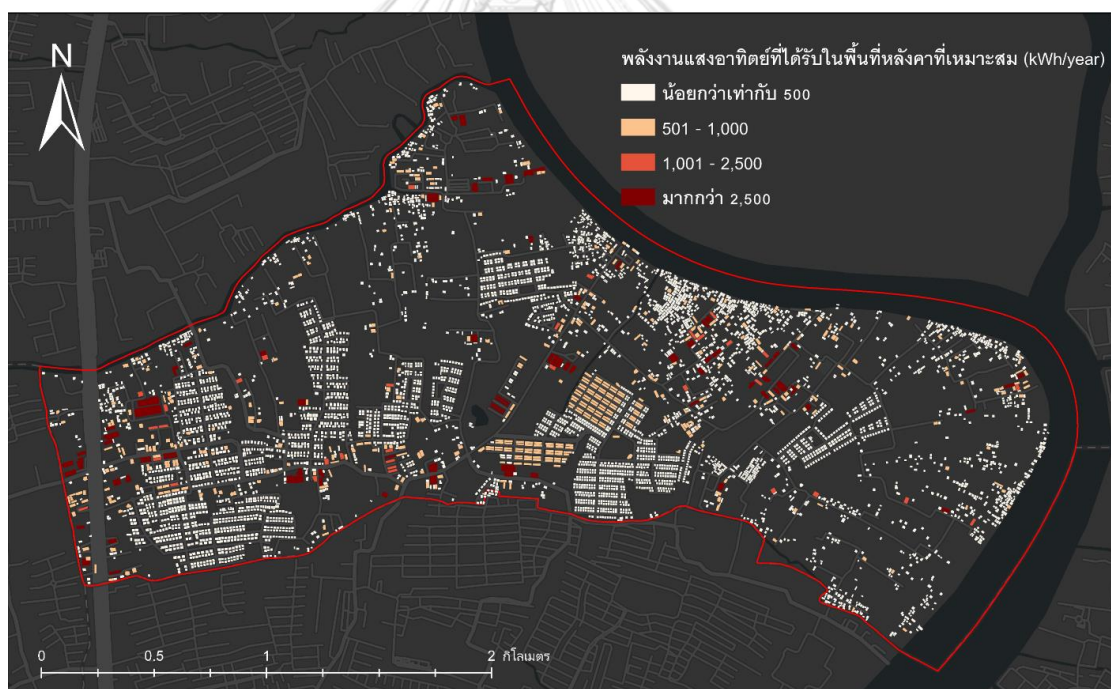 N
พลังงานแสงอาทิตย์ที่ได้รับในพื้นที่หลังคาที่เหมาะสม (kWh/year)
น้อยกว่าเท่ากับ 500
501 - 1,000
1,001 - 2,500
มากกว่า 2,500
0 0.5 1 2 กิโลเมตร